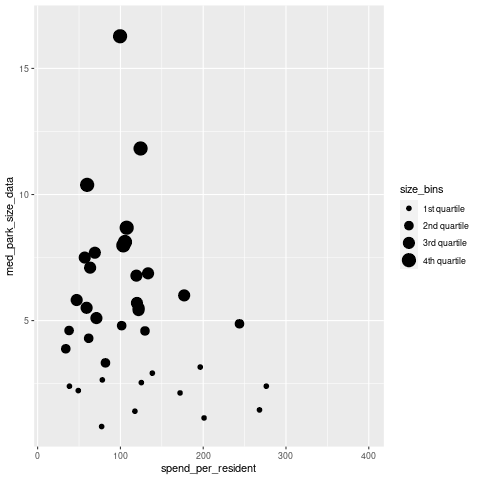 15
10
5
0
100
200
300
400
spend_per_resident
med_park_size_data
size_bins
1st quartile
2nd quartile
3rd quartile
4th quartile